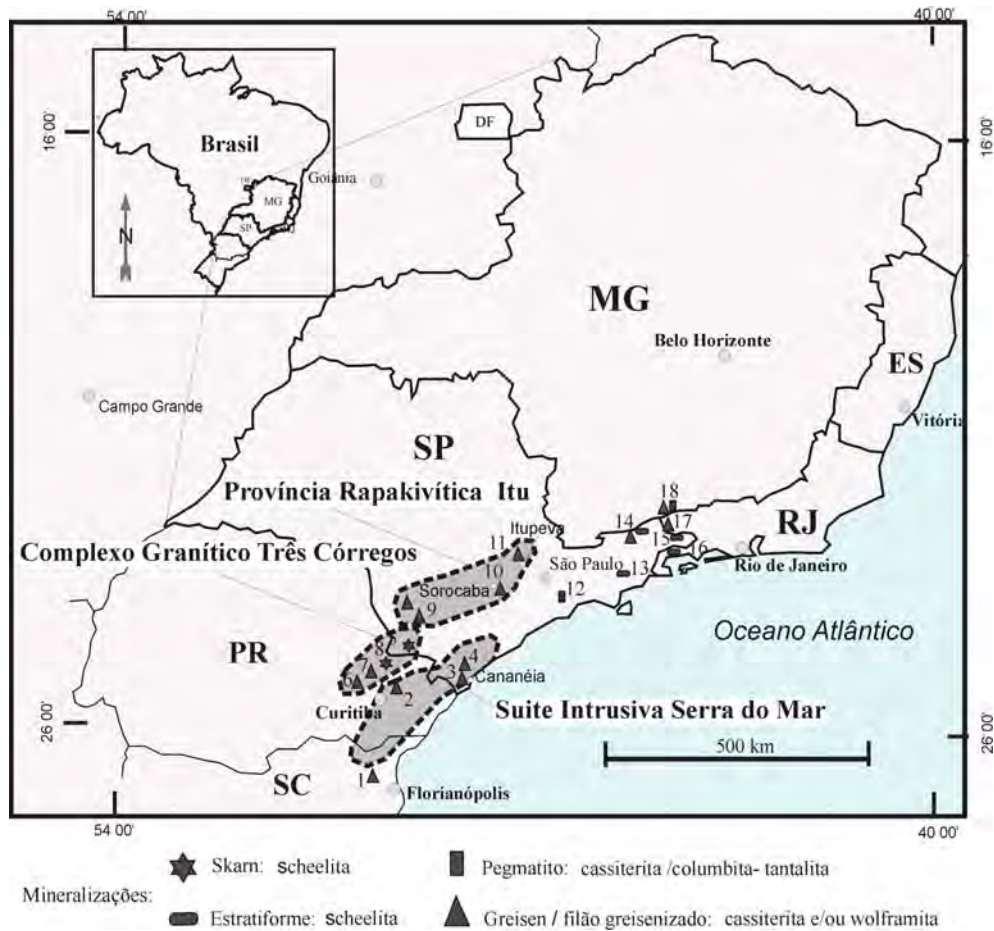 54 00'
40 00'
16 00'
16 00'
DF
Brasil
Goiânia
MG
SP
N
MG
Belo Horizonte
ES
Vitória
Campo Grande
SP
Província Rapakivítica Itu
Itupeva
Complexo Granítico Três Córregos
18
14
17
RJ
15
16
11
São Paulo
13
Rio de Janeiro
10
Sorocaba
12
9
Oceano Atlântico
PR
8
7
4
6
3
Cananéia
2
Curitiba
Suite Intrusiva Serra do Mar
26 00'
26 00'
500 km
SC
1
Florianópolis
54 00'
40 00'
Mineralizações:
Skarn: scheelita
Pegmatito: cassiterita /columbita- tantalita
Estratiforme: scheelita
Greisen / filão greisenizado: cassiterita e/ou wolframita